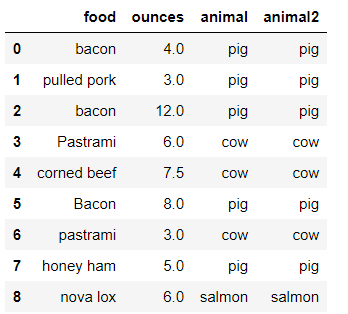 food ounces animal animal2
0 bacon 4.0 pig pig
1 pulled pork 3.0 pig pig
2 bacon 12.0 pig pig
3 Pastrami 6.0 cow cow
4 corned beef 7.5 cow cow
5 Bacon 8.0 pig pig
6 pastrami 3.0 cow cow
7 honey ham 5.0 pig pig
8 nova lox 6.0 salmon salmon